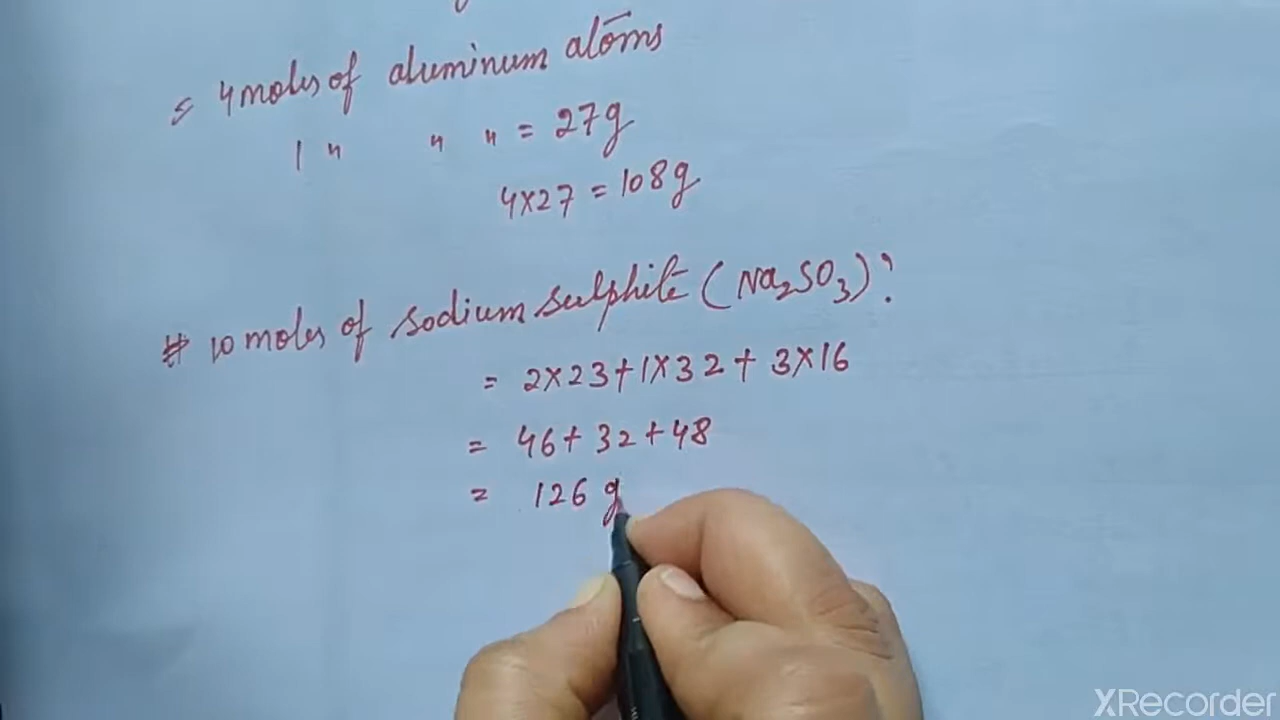 = 4 moles of aluminum atoms
1 " " " = 27g
4×27 = 108g
# 10 moles of sodium sulphite (Na₂SO₃):
= 2×23+1×32+3×16
= 46+32+48
= 126 g
XRecorder